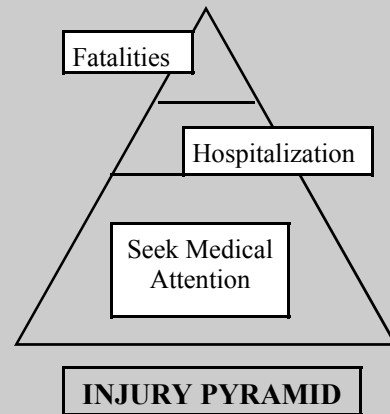 Fatalities
Hospitalization
Seek Medical
Attention
INJURY PYRAMID